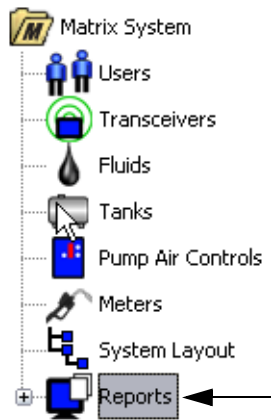 Matrix System
Users
Transceivers
Fluids
Tanks
Pump Air Controls
Meters
System Layout
Reports